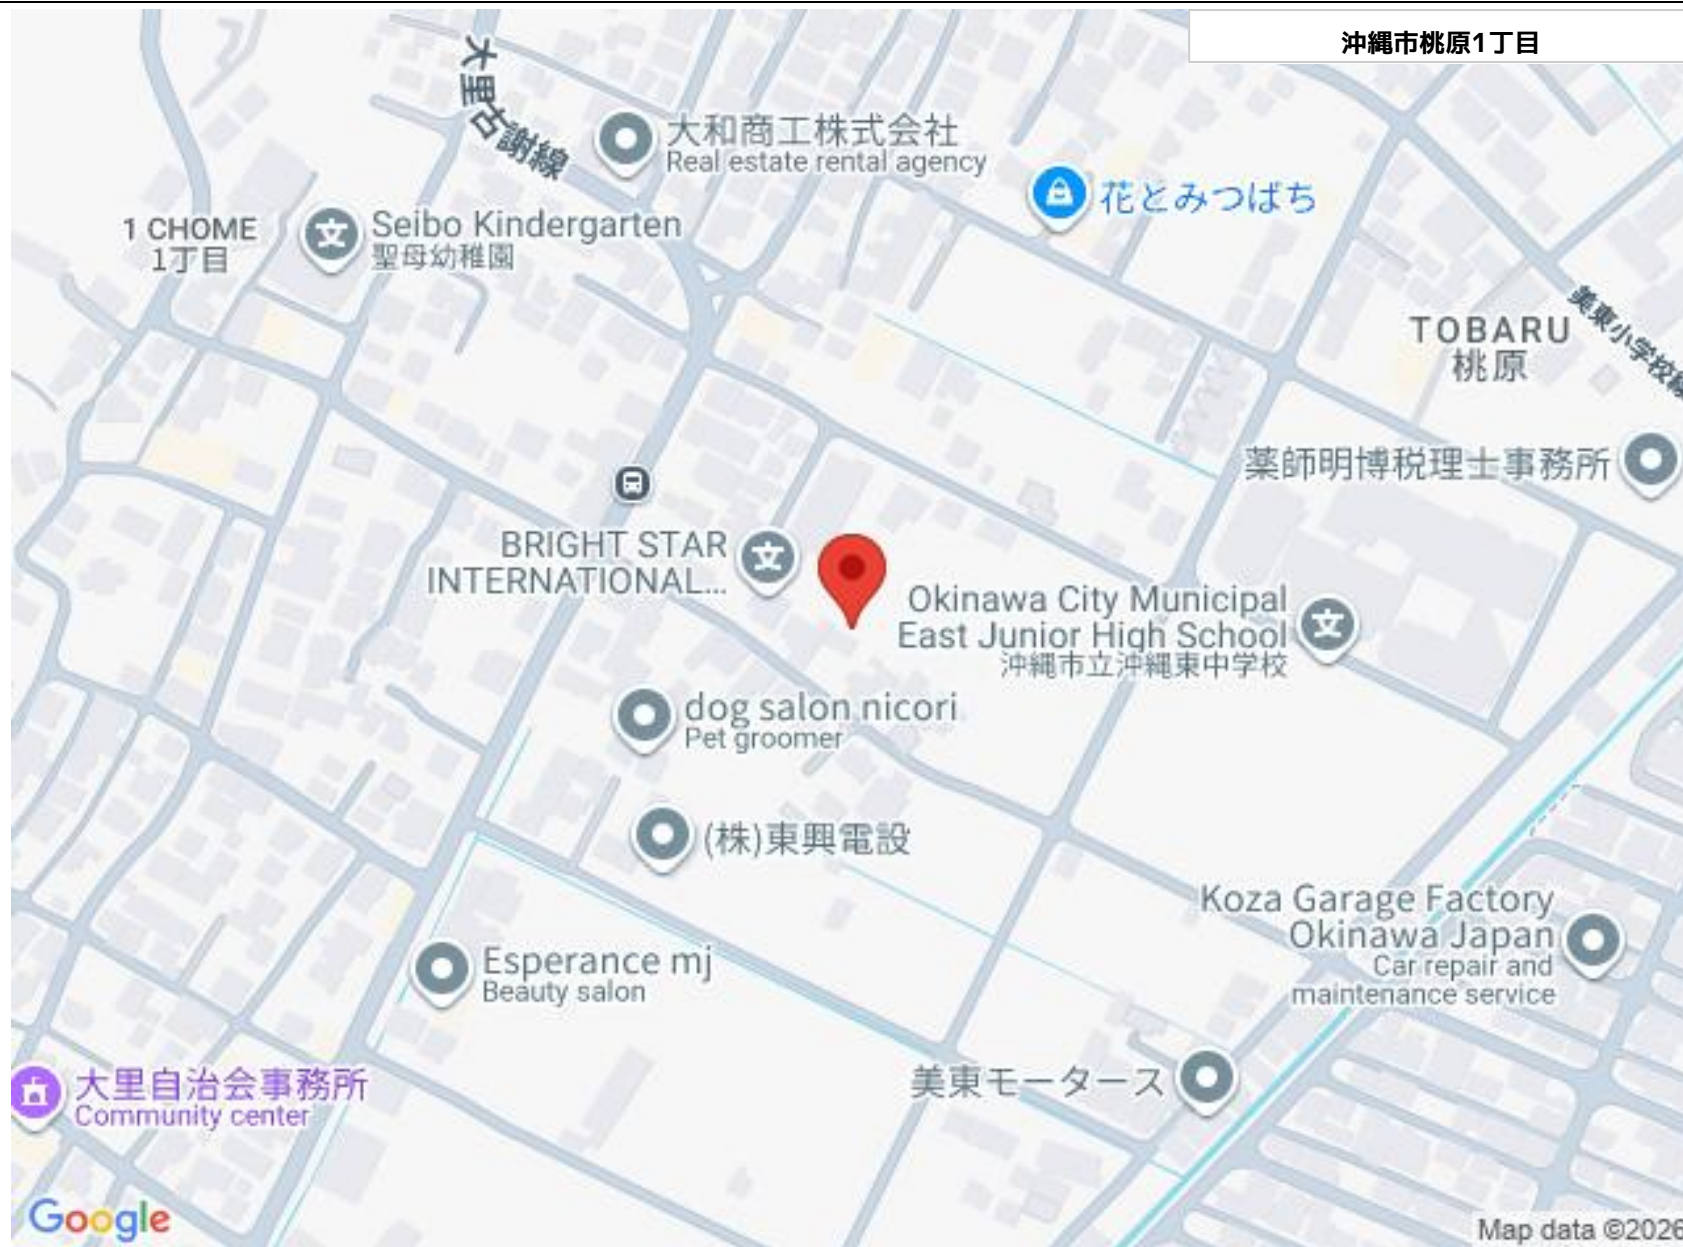 沖縄市桃原1丁目
大里古謝線
大和商工株式会社
Real estate rental agency
花とみつばち
1 CHOME
1丁目
Seibo Kindergarten
聖母幼稚園
美東小学校線
TOBARU
桃原
薬師明博税理士事務所
BRIGHT STAR
INTERNATIONAL...
Okinawa City Municipal
East Junior High School
沖縄市立沖縄東中学校
dog salon nicori
Pet groomer
(株)東興電設
Koza Garage Factory
Okinawa Japan
Car repair and
maintenance service
Esperance mj
Beauty salon
大里自治会事務所
Community center
美東モータース
Google
Map data ©2026